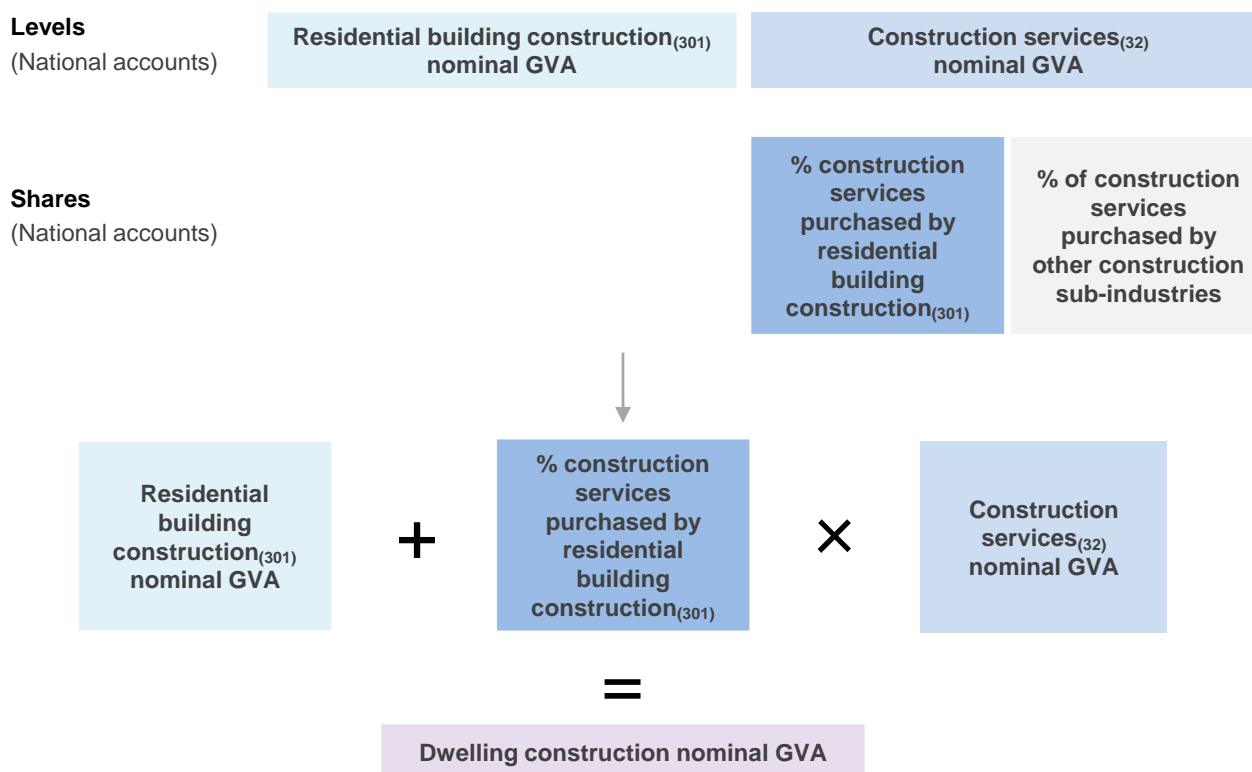 Levels
(National accounts)
Residential building construction(301)
nominal GVA
Construction services(32)
nominal GVA
Shares
(National accounts)
% construction
services
purchased by
residential
building
construction(301)
% of construction
services
purchased by
other construction
sub-industries
Residential
building
construction(301)
nominal GVA
+
% construction
services
purchased by
residential
building
construction(301)
×
Construction
services(32)
nominal GVA
=
Dwelling construction nominal GVA